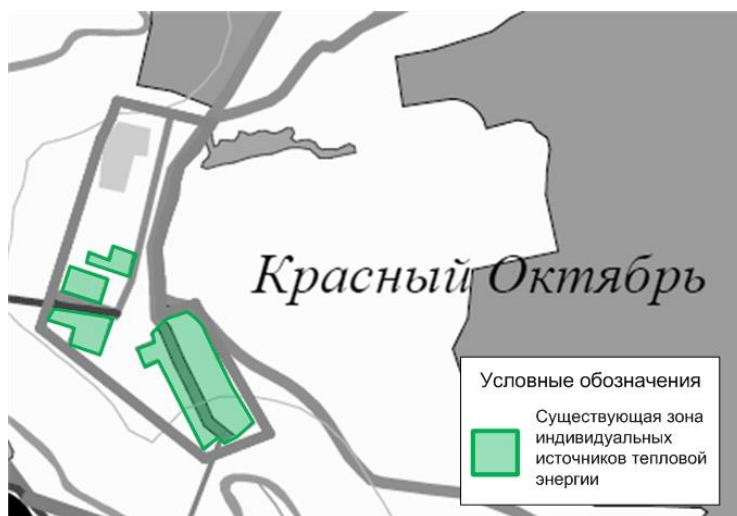 Красный Октябрь
Условные обозначения
Существующая зона
индивидуальных
источников тепловой
энергии